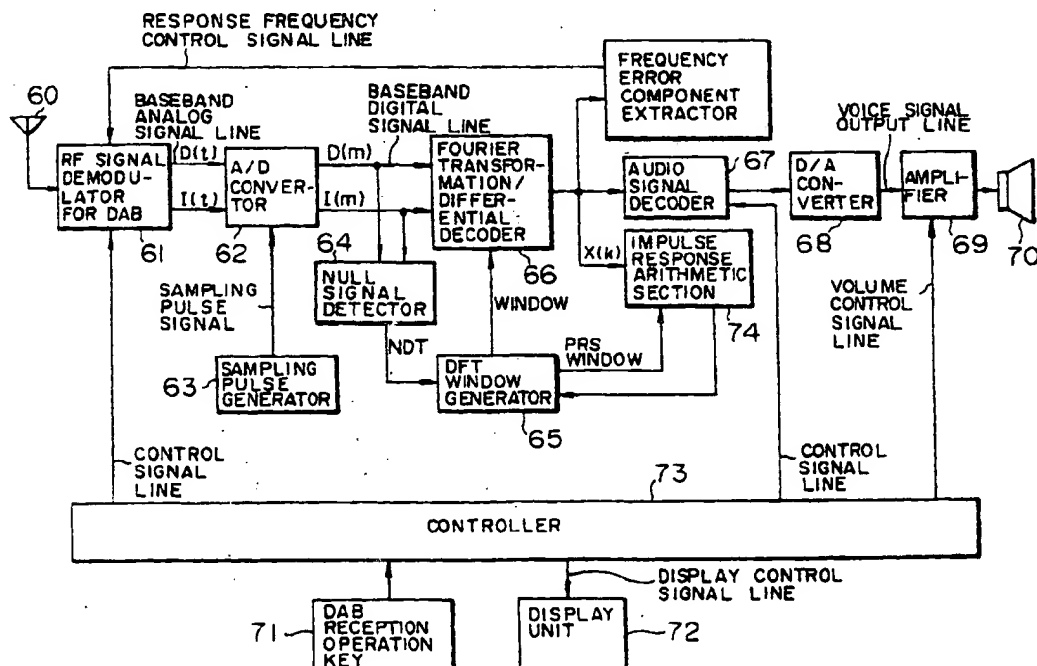 RESPONSE FREQUENCY
CONTROL SIGNAL LINE
60
BASEBAND
ANALOG
SIGNAL LINE
BASEBAND
DIGITAL
SIGNAL LINE
FREQUENCY
ERROR
COMPONENT
EXTRACTOR
VOICE SIGNAL
OUTPUT LINE
RF SIGNAL
DEMODU-
LATOR
FOR DAB
61
D(t)
I(t)
A/D
CONVER-
TOR
62
D(m)
I(m)
FOURIER
TRANSFOR-
MATION/
DIFFER-
ENTIAL
DECODER
66
67
AUDIO
SIGNAL
DECODER
D/A
CON-
VERTER
68
AMPLI-
FIER
69
70
64
NULL
SIGNAL
DETECTOR
X(k)
IMPULSE
RESPONSE
ARITHMETIC
SECTION
74
SAMPLING
PULSE
SIGNAL
WINDOW
VOLUME
CONTROL
SIGNAL
LINE
63
SAMPLING
PULSE
GENERATOR
NDT
DFT
WINDOW
GENERATOR
65
PRS
WINDOW
CONTROL
SIGNAL
LINE
CONTROL
SIGNAL
LINE
73
CONTROLLER
DISPLAY CONTROL
SIGNAL LINE
71
DAB
RECEPTION
OPERATION
KEY
DISPLAY
UNIT
72